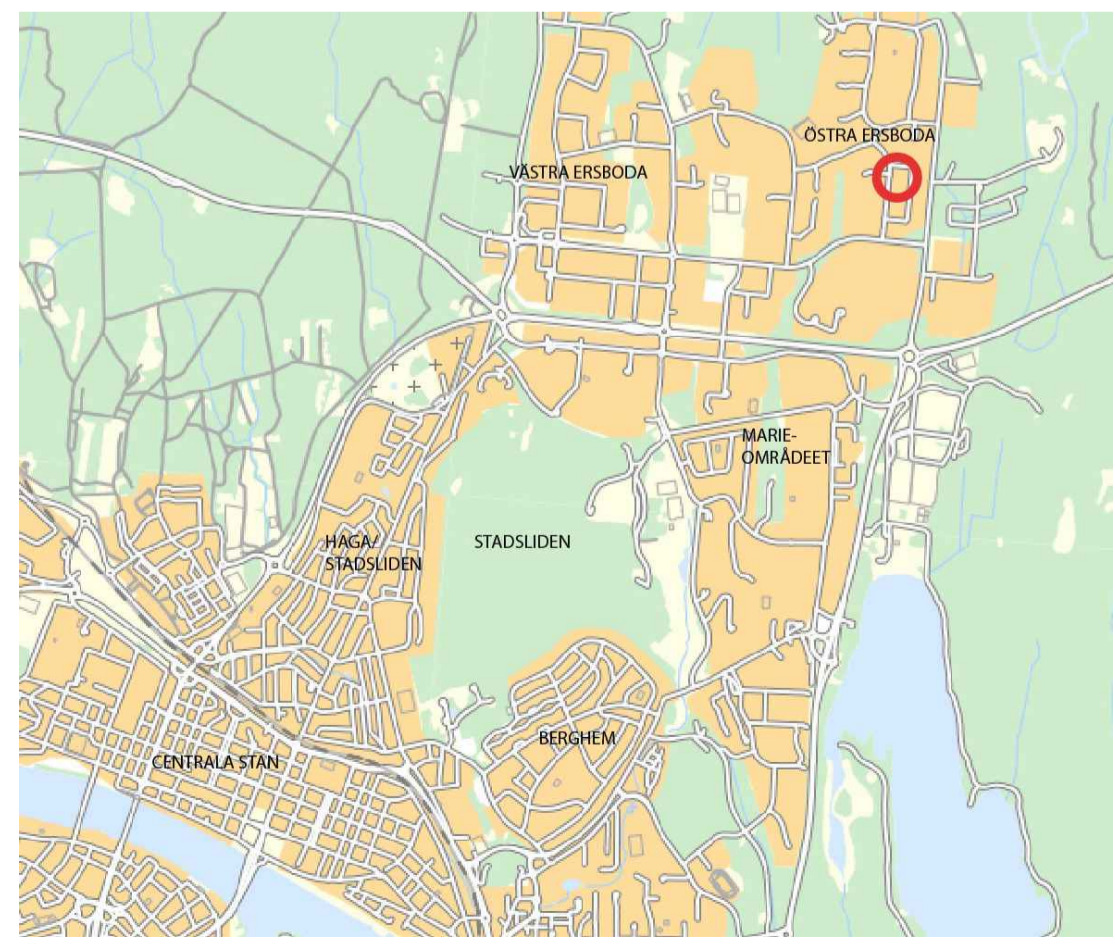 ÖSTRA ERSBODA
VÄSTRA ERSBODA
MARIE-
OMRÅDEET
HAGA/
STADSLIDEN
STADSLIDEN
BERGHEM
CENTRALA STAN